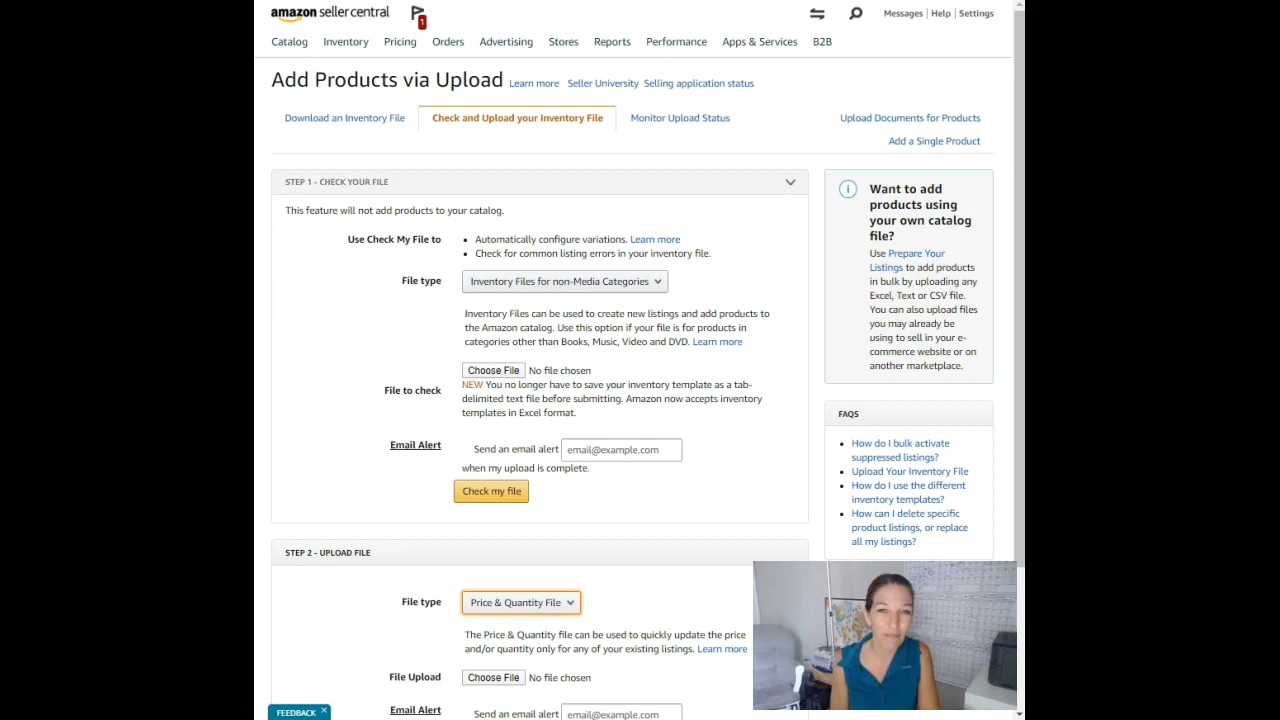 amazon seller central
1
Messages | Help | Settings
Catalog Inventory Pricing Orders Advertising Stores Reports Performance Apps & Services B2B
Add Products via Upload Learn more Seller University Selling application status
Download an Inventory File Check and Upload your Inventory File Monitor Upload Status Upload Documents for Products
Add a Single Product
STEP 1 - CHECK YOUR FILE
This feature will not add products to your catalog.
Use Check My File to
• Automatically configure variations. Learn more
• Check for common listing errors in your inventory file.
File type Inventory Files for non-Media Categories
Inventory Files can be used to create new listings and add products to
the Amazon catalog. Use this option if your file is for products in
categories other than Books, Music, Video and DVD. Learn more
Choose File No file chosen
File to check
NEW You no longer have to save your inventory template as a tab-
delimited text file before submitting. Amazon now accepts inventory
templates in Excel format.
Email Alert Send an email alert email@example.com
when my upload is complete.
Check my file
STEP 2 - UPLOAD FILE
File type Price & Quantity File
The Price & Quantity file can be used to quickly update the price
and/or quantity only for any of your existing listings. Learn more
File Upload Choose File No file chosen
Email Alert Send an email alert email@example.com
FEEDBACK ×
Want to add
products using
your own catalog
file?
Use Prepare Your
Listings to add products
in bulk by uploading any
Excel, Text or CSV file.
You can also upload files
you may already be
using to sell in your e-
commerce website or on
another marketplace.
FAQS
• How do I bulk activate
suppressed listings?
• Upload Your Inventory File
• How do I use the different
inventory templates?
• How can I delete specific
product listings, or replace
all my listings?